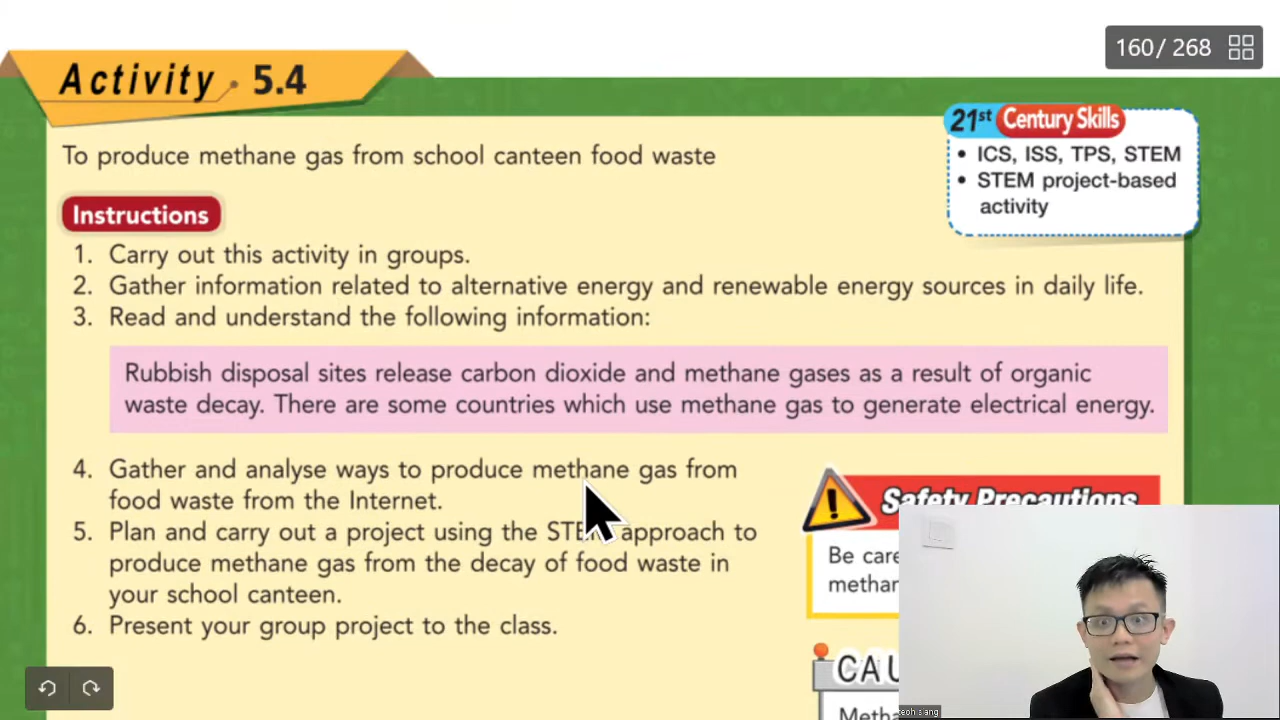 160/ 268
Activity 5.4
21st Century Skills
• ICS, ISS, TPS, STEM
• STEM project-based
activity
To produce methane gas from school canteen food waste
Instructions
1. Carry out this activity in groups.
2. Gather information related to alternative energy and renewable energy sources in daily life.
3. Read and understand the following information:
Rubbish disposal sites release carbon dioxide and methane gases as a result of organic
waste decay. There are some countries which use methane gas to generate electrical energy.
4. Gather and analyse ways to produce methane gas from
food waste from the Internet.
5. Plan and carry out a project using the STEM approach to
produce methane gas from the decay of food waste in
your school canteen.
6. Present your group project to the class.
Safety Precautions
Be care
methan
CAU
Metha